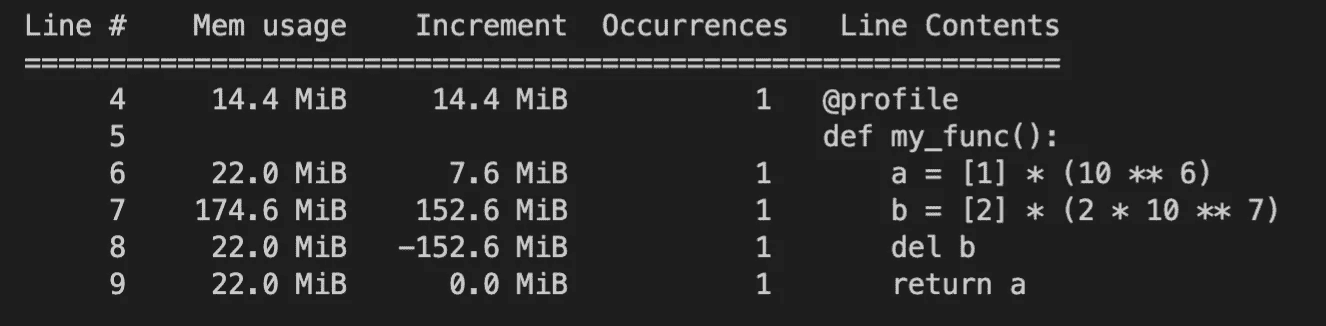 Line #    Mem usage    Increment  Occurrences   Line Contents
=============================================================
     4     14.4 MiB     14.4 MiB           1   @profile
     5                                         def my_func():
     6     22.0 MiB      7.6 MiB           1       a = [1] * (10 ** 6)
     7    174.6 MiB    152.6 MiB           1       b = [2] * (2 * 10 ** 7)
     8     22.0 MiB   -152.6 MiB           1       del b
     9     22.0 MiB      0.0 MiB           1       return a